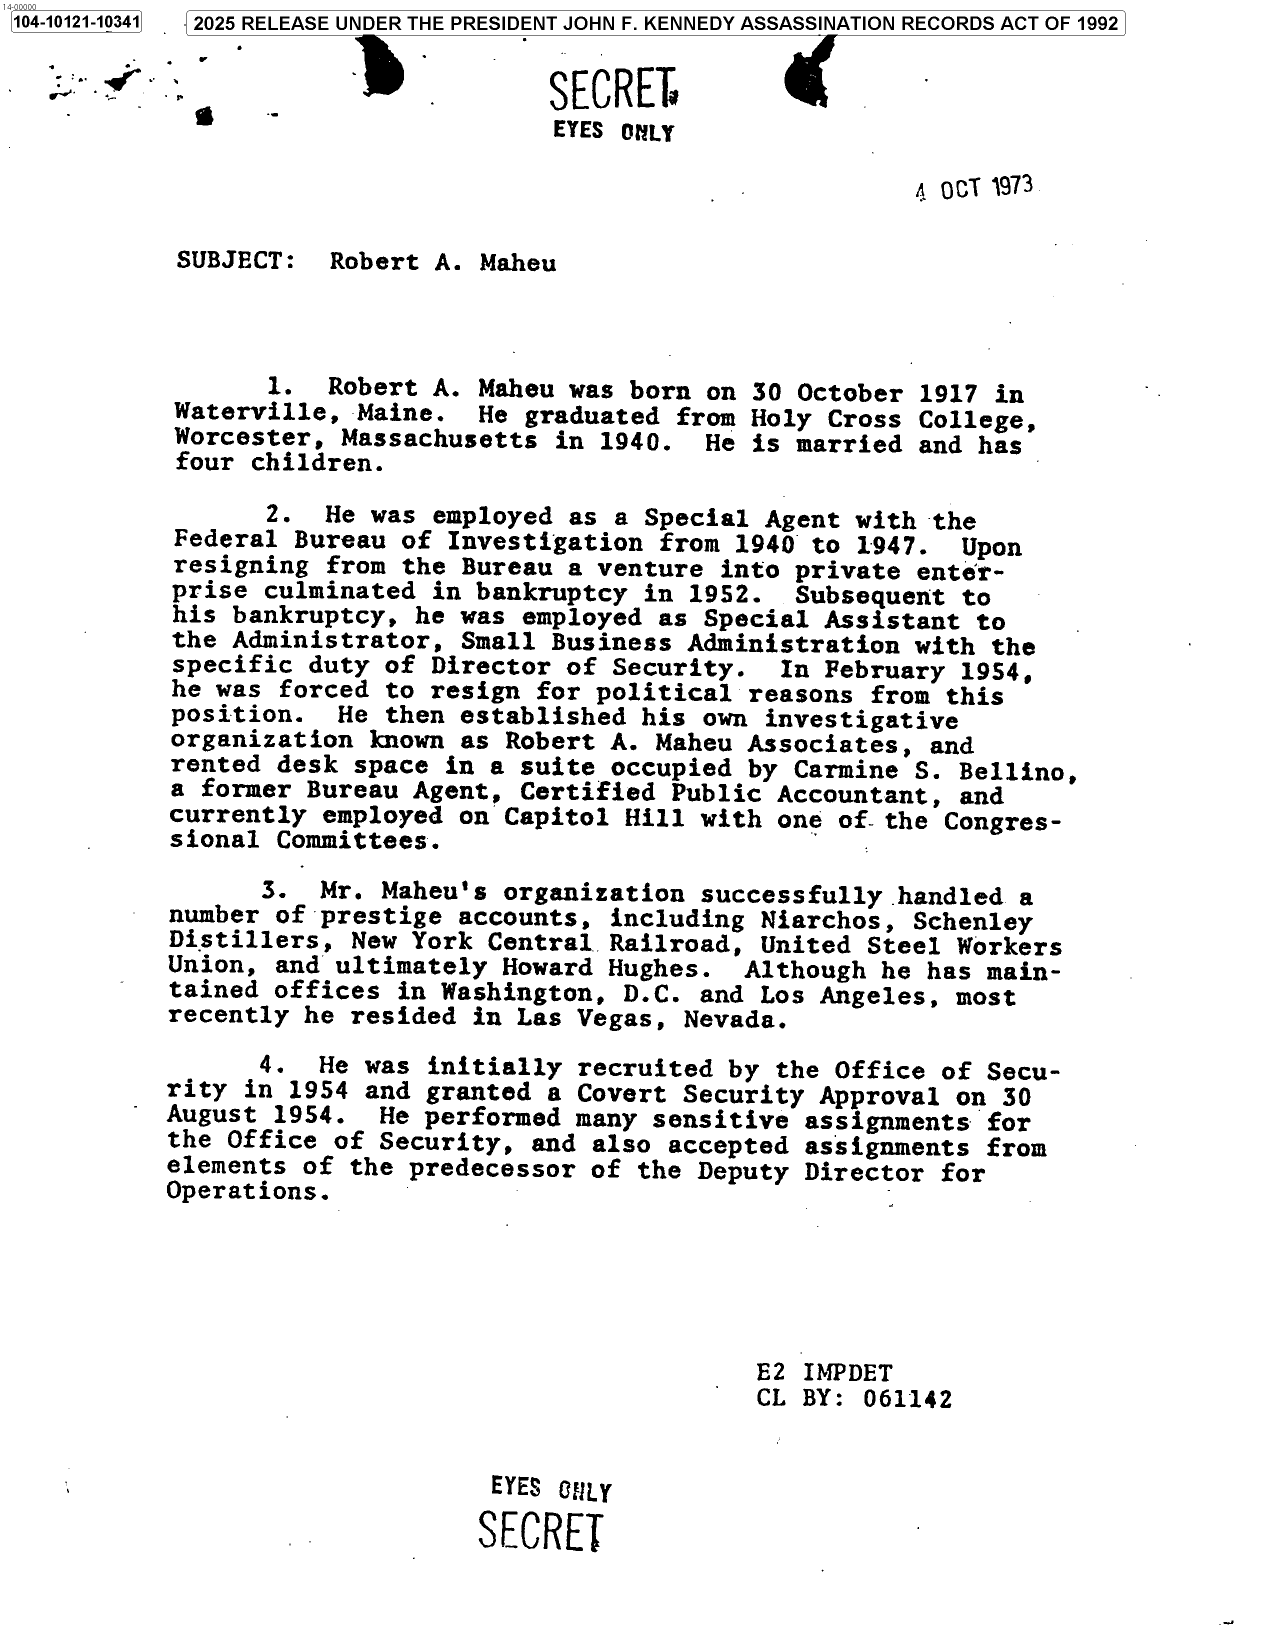 14-00000
104-10121-10341
2025 RELEASE UNDER THE PRESIDENT JOHN F. KENNEDY ASSASSINATION RECORDS ACT OF 1992
SECRET
EYES ONLY
4 OCT 1973
SUBJECT: Robert A. Maheu
1. Robert A. Maheu was born on 30 October 1917 in
Waterville, Maine. He graduated from Holy Cross College,
Worcester, Massachusetts in 1940. He is married and has
four children.
2. He was employed as a Special Agent with the
Federal Bureau of Investigation from 1940 to 1947. Upon
resigning from the Bureau a venture into private enter-
prise culminated in bankruptcy in 1952. Subsequent to
his bankruptcy, he was employed as Special Assistant to
the Administrator, Small Business Administration with the
specific duty of Director of Security. In February 1954,
he was forced to resign for political reasons from this
position. He then established his own investigative
organization known as Robert A. Maheu Associates, and
rented desk space in a suite occupied by Carmine S. Bellino,
a former Bureau Agent, Certified Public Accountant, and
currently employed on Capitol Hill with one of the Congres-
sional Committees.
3. Mr. Maheu's organization successfully handled a
number of prestige accounts, including Niarchos, Schenley
Distillers, New York Central Railroad, United Steel Workers
Union, and ultimately Howard Hughes. Although he has main-
tained offices in Washington, D.C. and Los Angeles, most
recently he resided in Las Vegas, Nevada.
4. He was initially recruited by the Office of Secu-
rity in 1954 and granted a Covert Security Approval on 30
August 1954. He performed many sensitive assignments for
the Office of Security, and also accepted assignments from
elements of the predecessor of the Deputy Director for
Operations.
E2 IMPDET
CL BY: 061142
EYES ONLY
SECRET